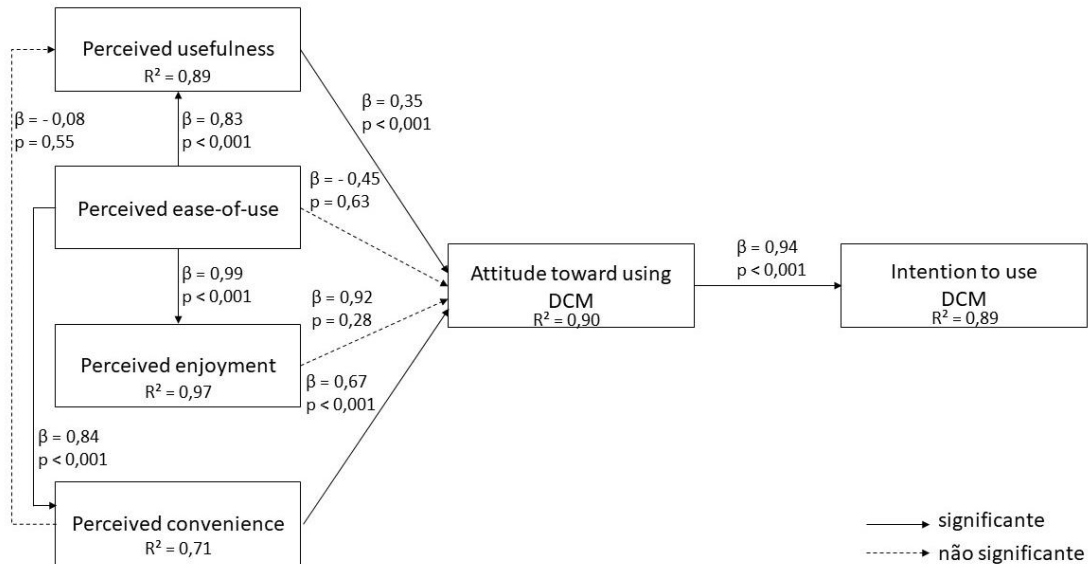 Perceived usefulness
R² = 0,89
β = - 0,08
p = 0,55
β = 0,83
p < 0,001
β = 0,35
p < 0,001
Perceived ease-of-use
β = - 0,45
p = 0,63
β = 0,99
p < 0,001
β = 0,92
p = 0,28
Attitude toward using
DCM
R² = 0,90
β = 0,94
p < 0,001
Intention to use
DCM
R² = 0,89
Perceived enjoyment
R² = 0,97
β = 0,67
p < 0,001
β = 0,84
p < 0,001
Perceived convenience
R² = 0,71
significante
não significante